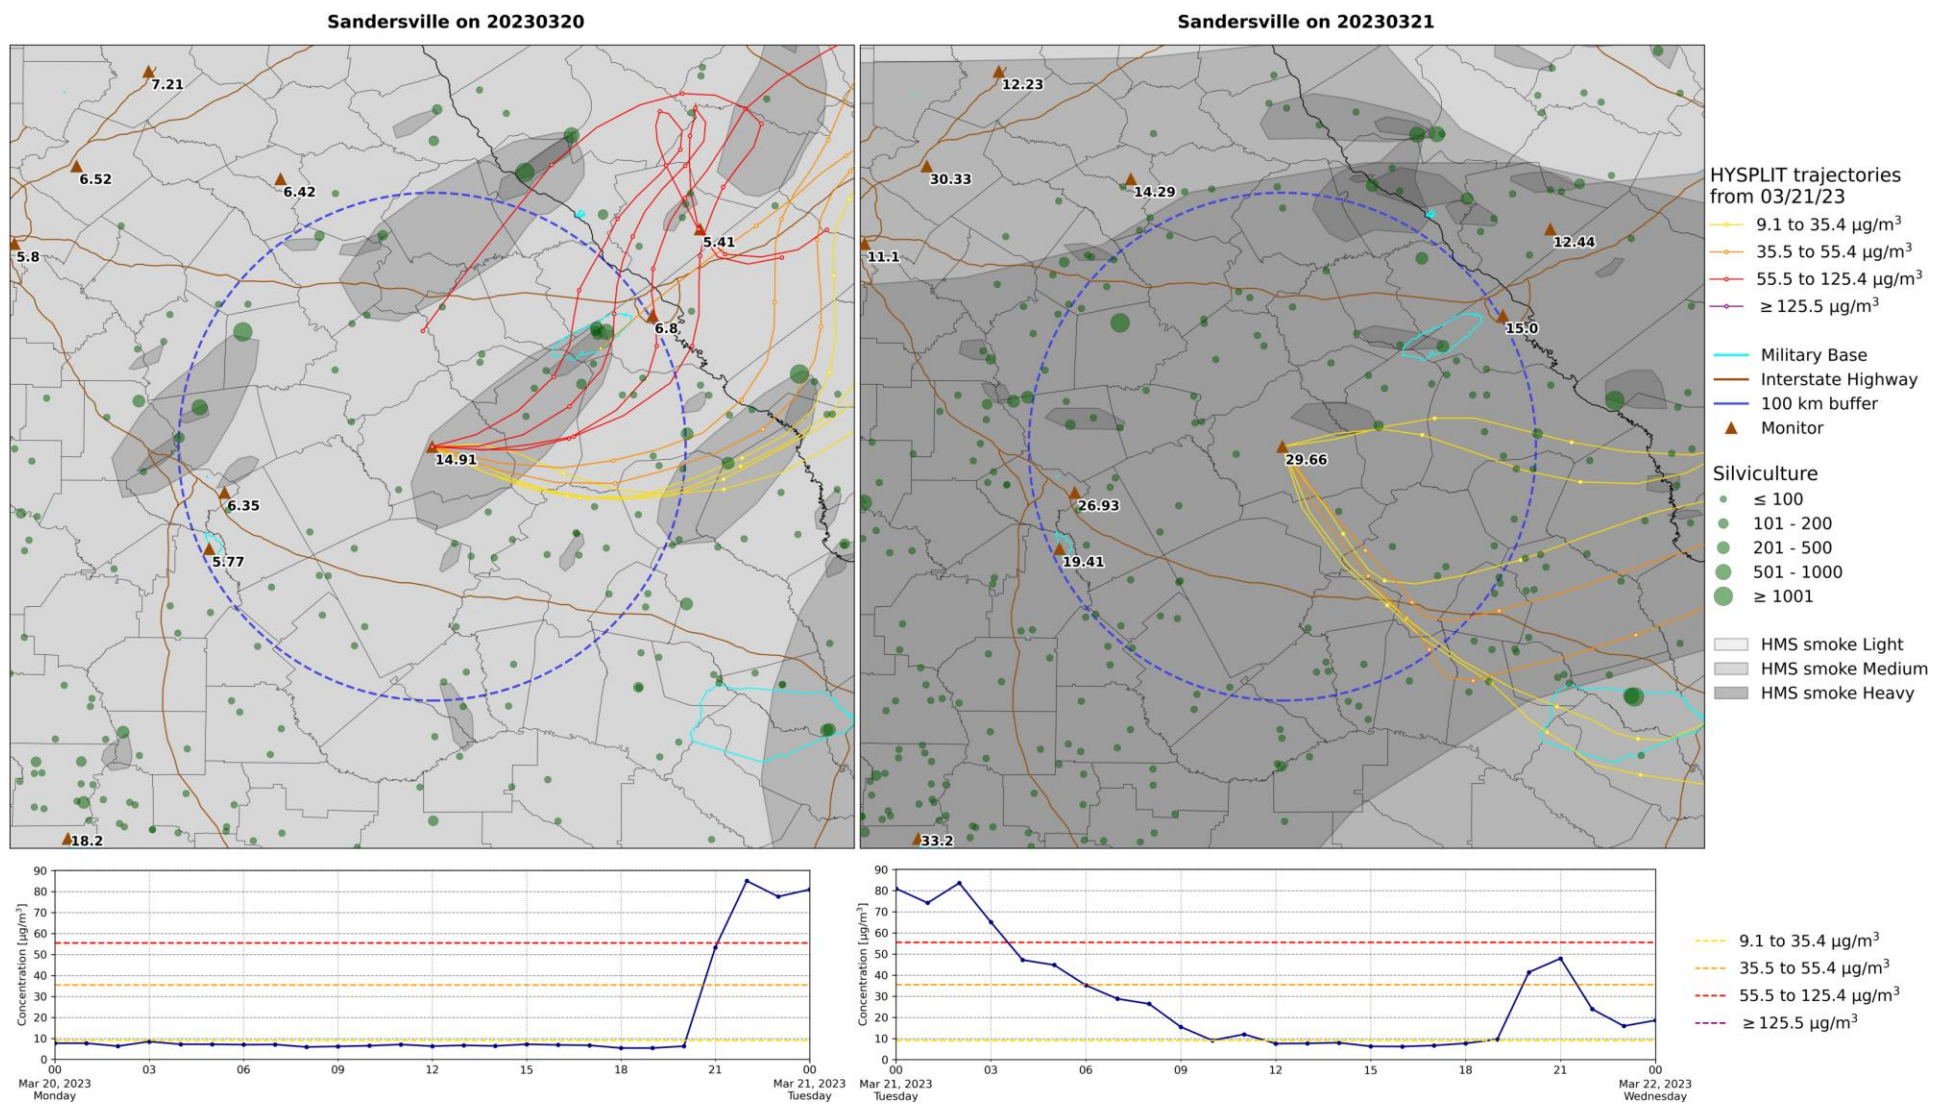 Sandersville on 20230320
Sandersville on 20230321
7.21
6.52
6.42
5.8
5.41
6.8
14.91
6.35
5.77
18.2
12.23
30.33
14.29
11.1
12.44
15.0
29.66
26.93
19.41
33.2
HYSPLIT trajectories
from 03/21/23
9.1 to 35.4 µg/m³
35.5 to 55.4 µg/m³
55.5 to 125.4 µg/m³
≥ 125.5 µg/m³
Military Base
Interstate Highway
100 km buffer
Monitor
Silviculture
≤ 100
101 - 200
201 - 500
501 - 1000
≥ 1001
HMS smoke Light
HMS smoke Medium
HMS smoke Heavy
Concentration [µg/m³]
90
80
70
60
50
40
30
20
10
0
00 03 06 09 12 15 18 21 00
Mar 20, 2023 Mar 21, 2023
Monday Tuesday
Concentration [µg/m³]
90
80
70
60
50
40
30
20
10
0
00 03 06 09 12 15 18 21 00
Mar 21, 2023 Mar 22, 2023
Tuesday Wednesday
9.1 to 35.4 µg/m³
35.5 to 55.4 µg/m³
55.5 to 125.4 µg/m³
≥ 125.5 µg/m³